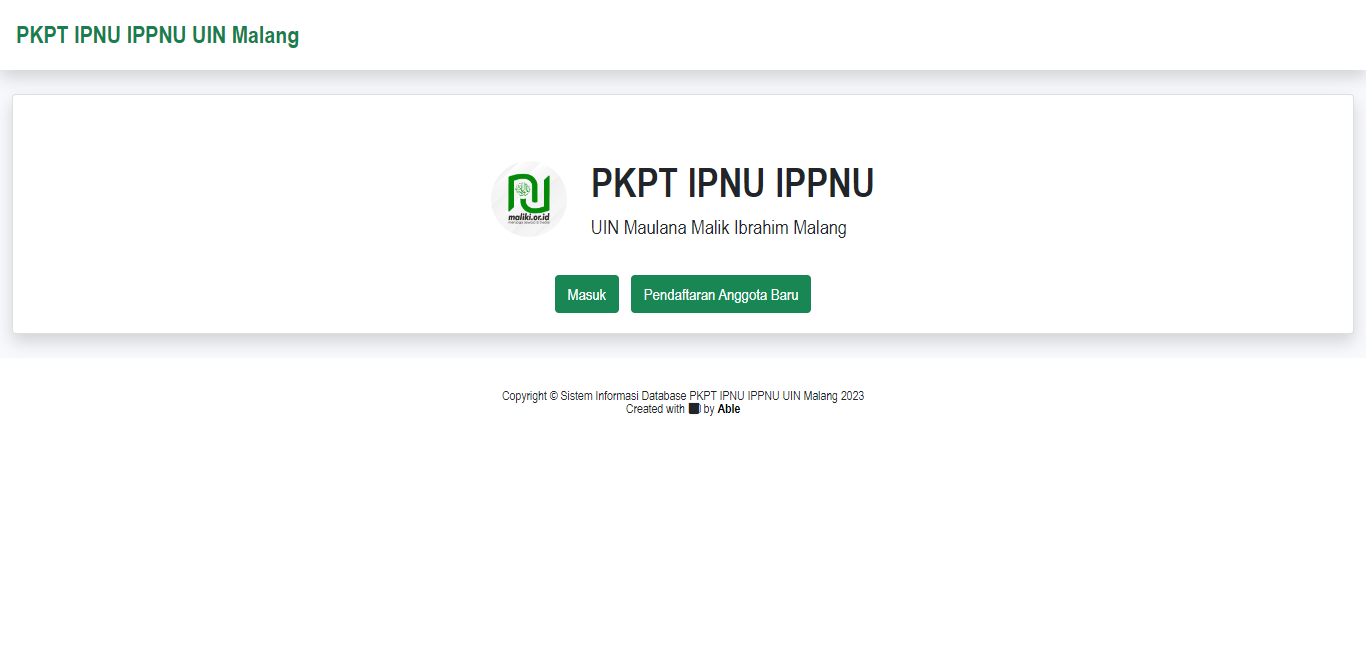 PKPT IPNU IPPNU UIN Malang
maliki.or.id
PKPT IPNU IPPNU
UIN Maulana Malik Ibrahim Malang
Masuk
Pendaftaran Anggota Baru
Copyright © Sistem Informasi Database PKPT IPNU IPPNU UIN Malang 2023
Created with by Able